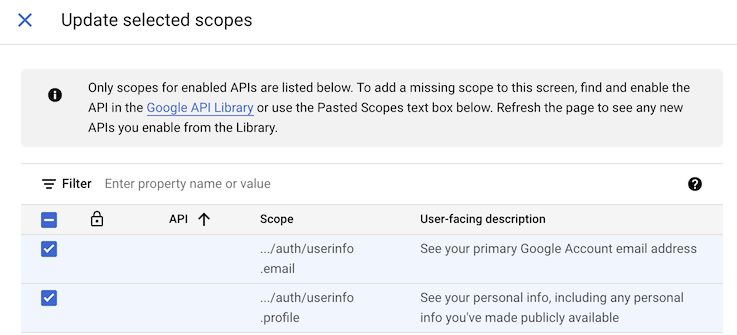 Update selected scopes
Only scopes for enabled APIs are listed below. To add a missing scope to this screen, find and enable the
API in the Google API Library or use the Pasted Scopes text box below. Refresh the page to see any new
APIs you enable from the Library.
Filter Enter property name or value
API Scope User-facing description
.../auth/userinfo See your primary Google Account email address
.email
.../auth/userinfo See your personal info, including any personal
.profile info you've made publicly available